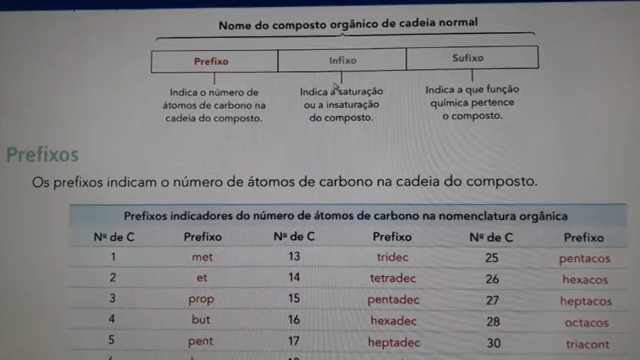 Nome do composto orgânico de cadeia normal
Prefixo Infixo Sufixo
Indica o número de átomos de carbono na cadeia do composto.
Indica a saturação ou a insaturação do composto.
Indica a que função química pertence o composto.
Prefixos
Os prefixos indicam o número de átomos de carbono na cadeia do composto.
Prefixos indicadores do número de átomos de carbono na nomenclatura orgânica
Nº de C Prefixo Nº de C Prefixo Nº de C Prefixo
1 met 13 tridec 25 pentacos
2 et 14 tetradec 26 hexacos
3 prop 15 pentadec 27 heptacos
4 but 16 hexadec 28 octacos
5 pent 17 heptadec 30 triacont